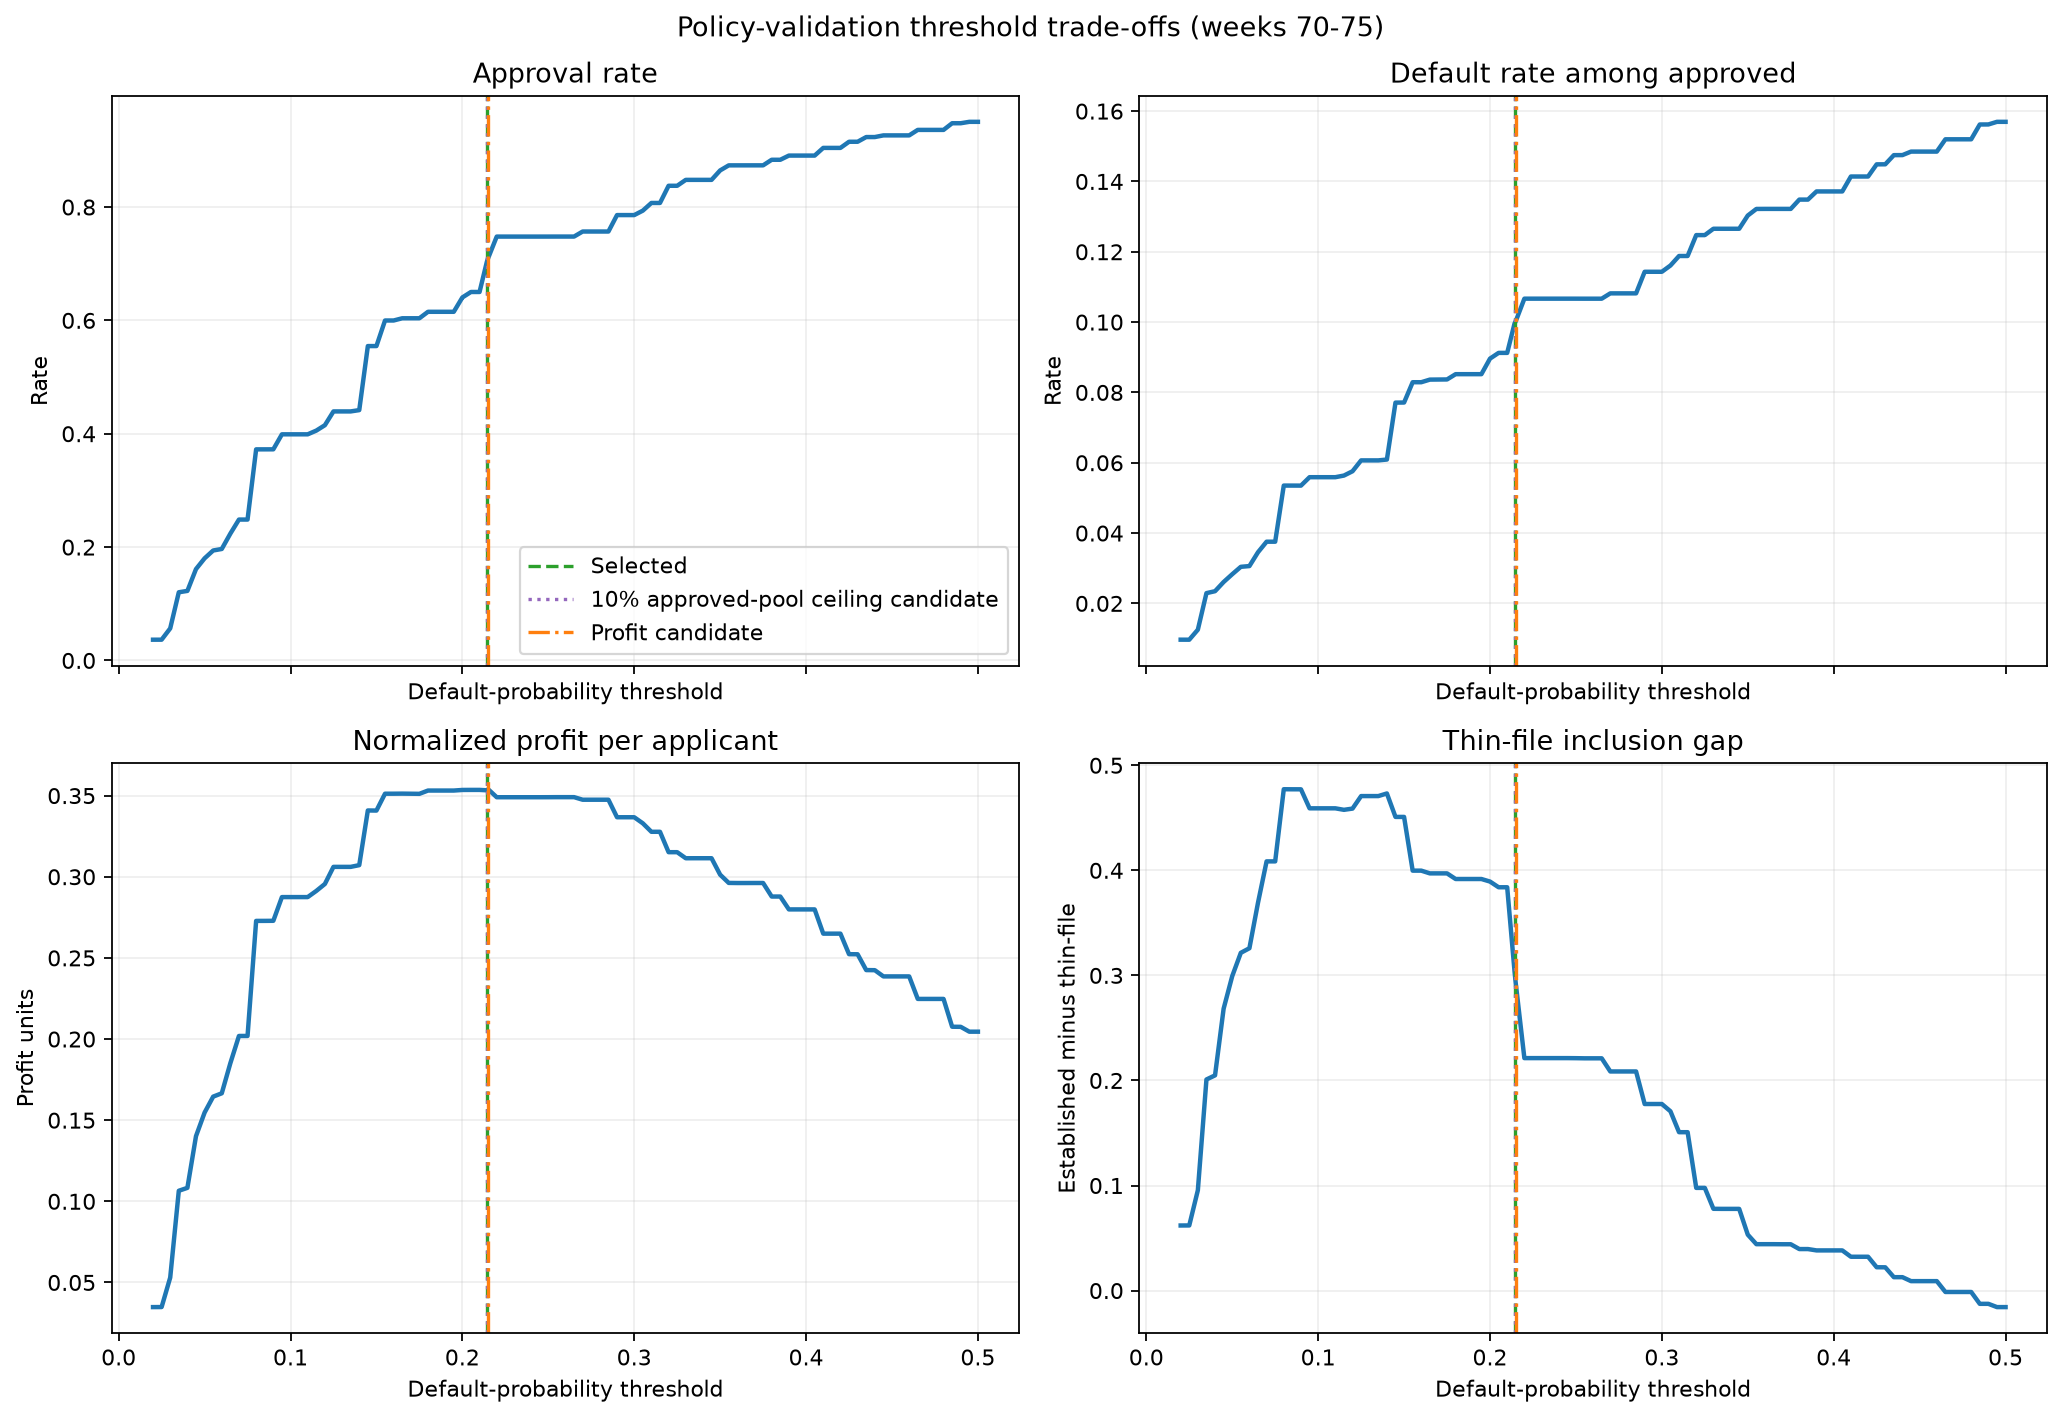 Policy-validation threshold trade-offs (weeks 70-75)
Approval rate
Rate
0.8
0.6
0.4
0.2
0.0
Selected
10% approved-pool ceiling candidate
Profit candidate
Default-probability threshold
Default rate among approved
Rate
0.16
0.14
0.12
0.10
0.08
0.06
0.04
0.02
Default-probability threshold
Normalized profit per applicant
Profit units
0.35
0.30
0.25
0.20
0.15
0.10
0.05
0.0 0.1 0.2 0.3 0.4 0.5
Default-probability threshold
Thin-file inclusion gap
Established minus thin-file
0.5
0.4
0.3
0.2
0.1
0.0
0.0 0.1 0.2 0.3 0.4 0.5
Default-probability threshold